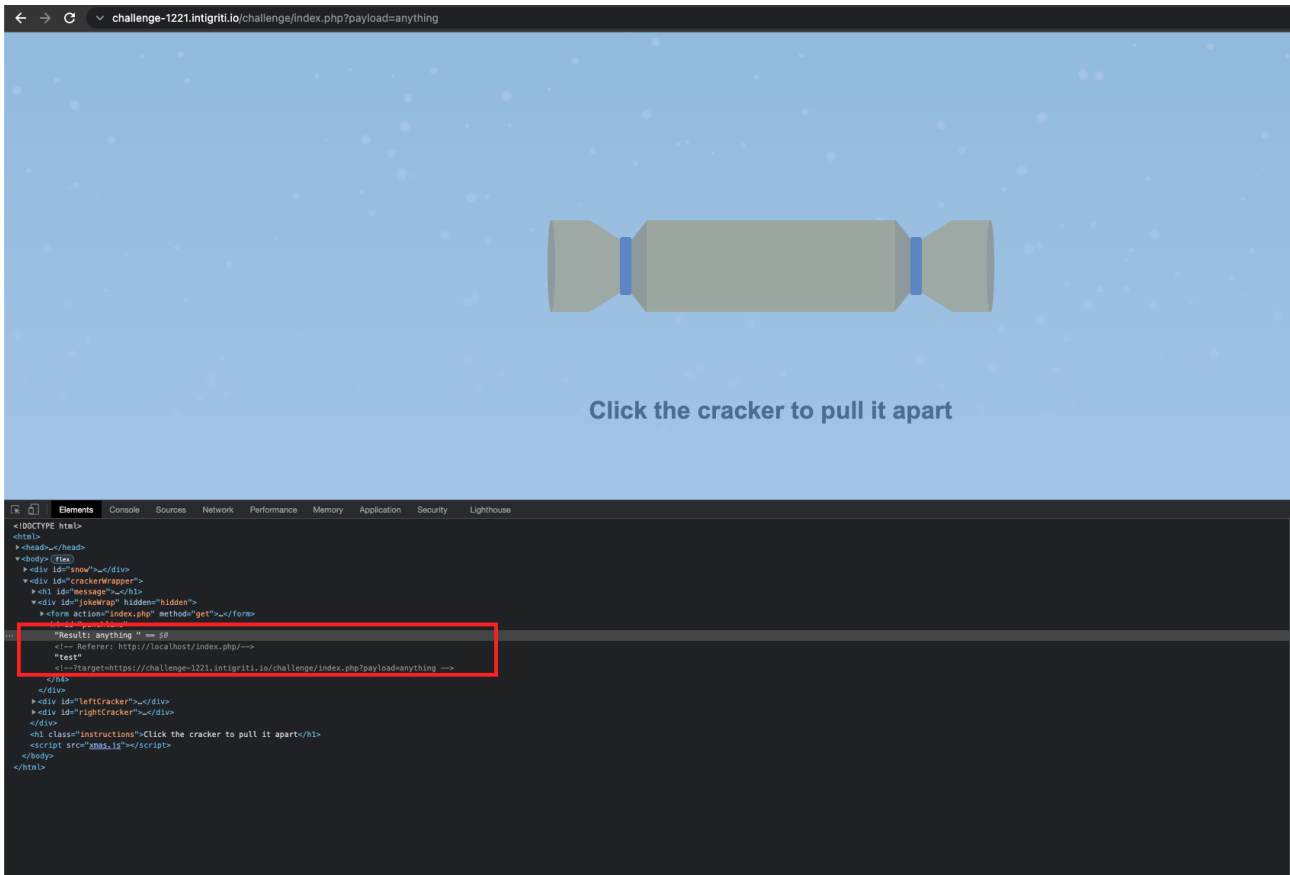 challenge-1221.intigriti.io/challenge/index.php?payload=anything
Click the cracker to pull it apart
Elements Console Sources Network Performance Memory Application Security Lighthouse
<!DOCTYPE html>
<html>
▶<head>…</head>
▼<body> flex
▶<div id="snow">…</div>
▼<div id="crackerWrapper">
▶<h1 id="message">…</h1>
▼<div id="jokeWrap" hidden="hidden">
▶<form action="index.php" method="get">…</form>
"Result: anything " == $0
<!-- Referer: http://localhost/index.php/-->
"test"
<!--?target=https://challenge-1221.intigriti.io/challenge/index.php?payload=anything -->
</h4>
</div>
▶<div id="leftCracker">…</div>
▶<div id="rightCracker">…</div>
</div>
<h1 class="instructions">Click the cracker to pull it apart</h1>
<script src="xmas.js"></script>
</body>
</html>